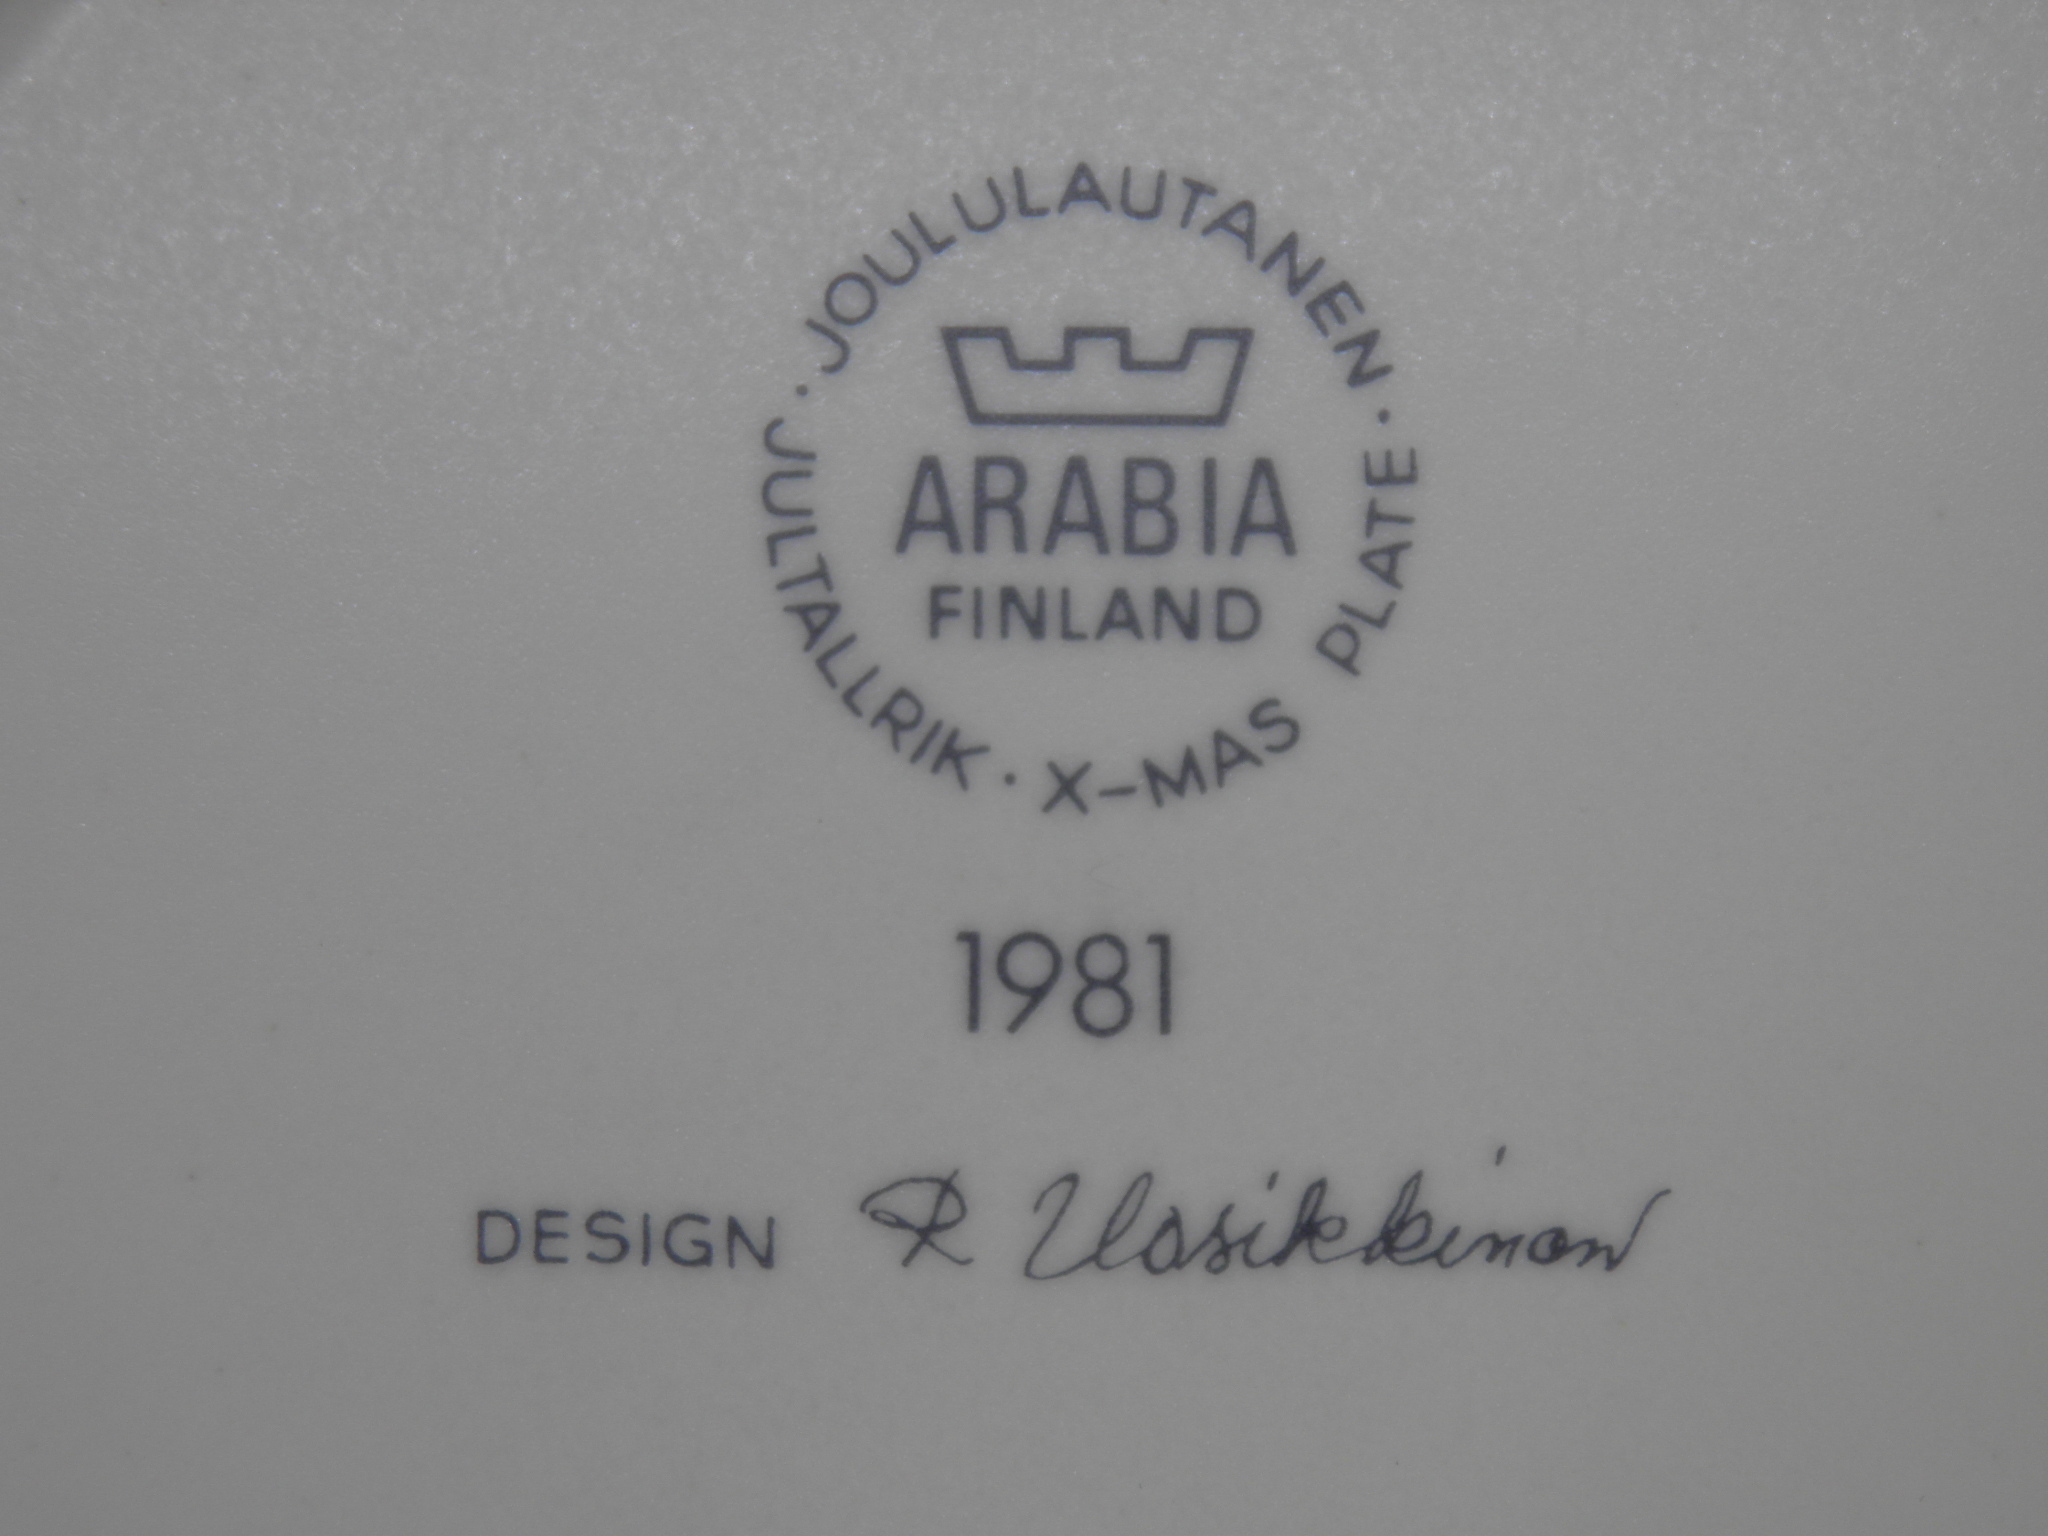 JOULULAUTANEN · X-MAS PLATE · JULTALLRIK ·
ARABIA
FINLAND
1981
DESIGN R Uosikkinen